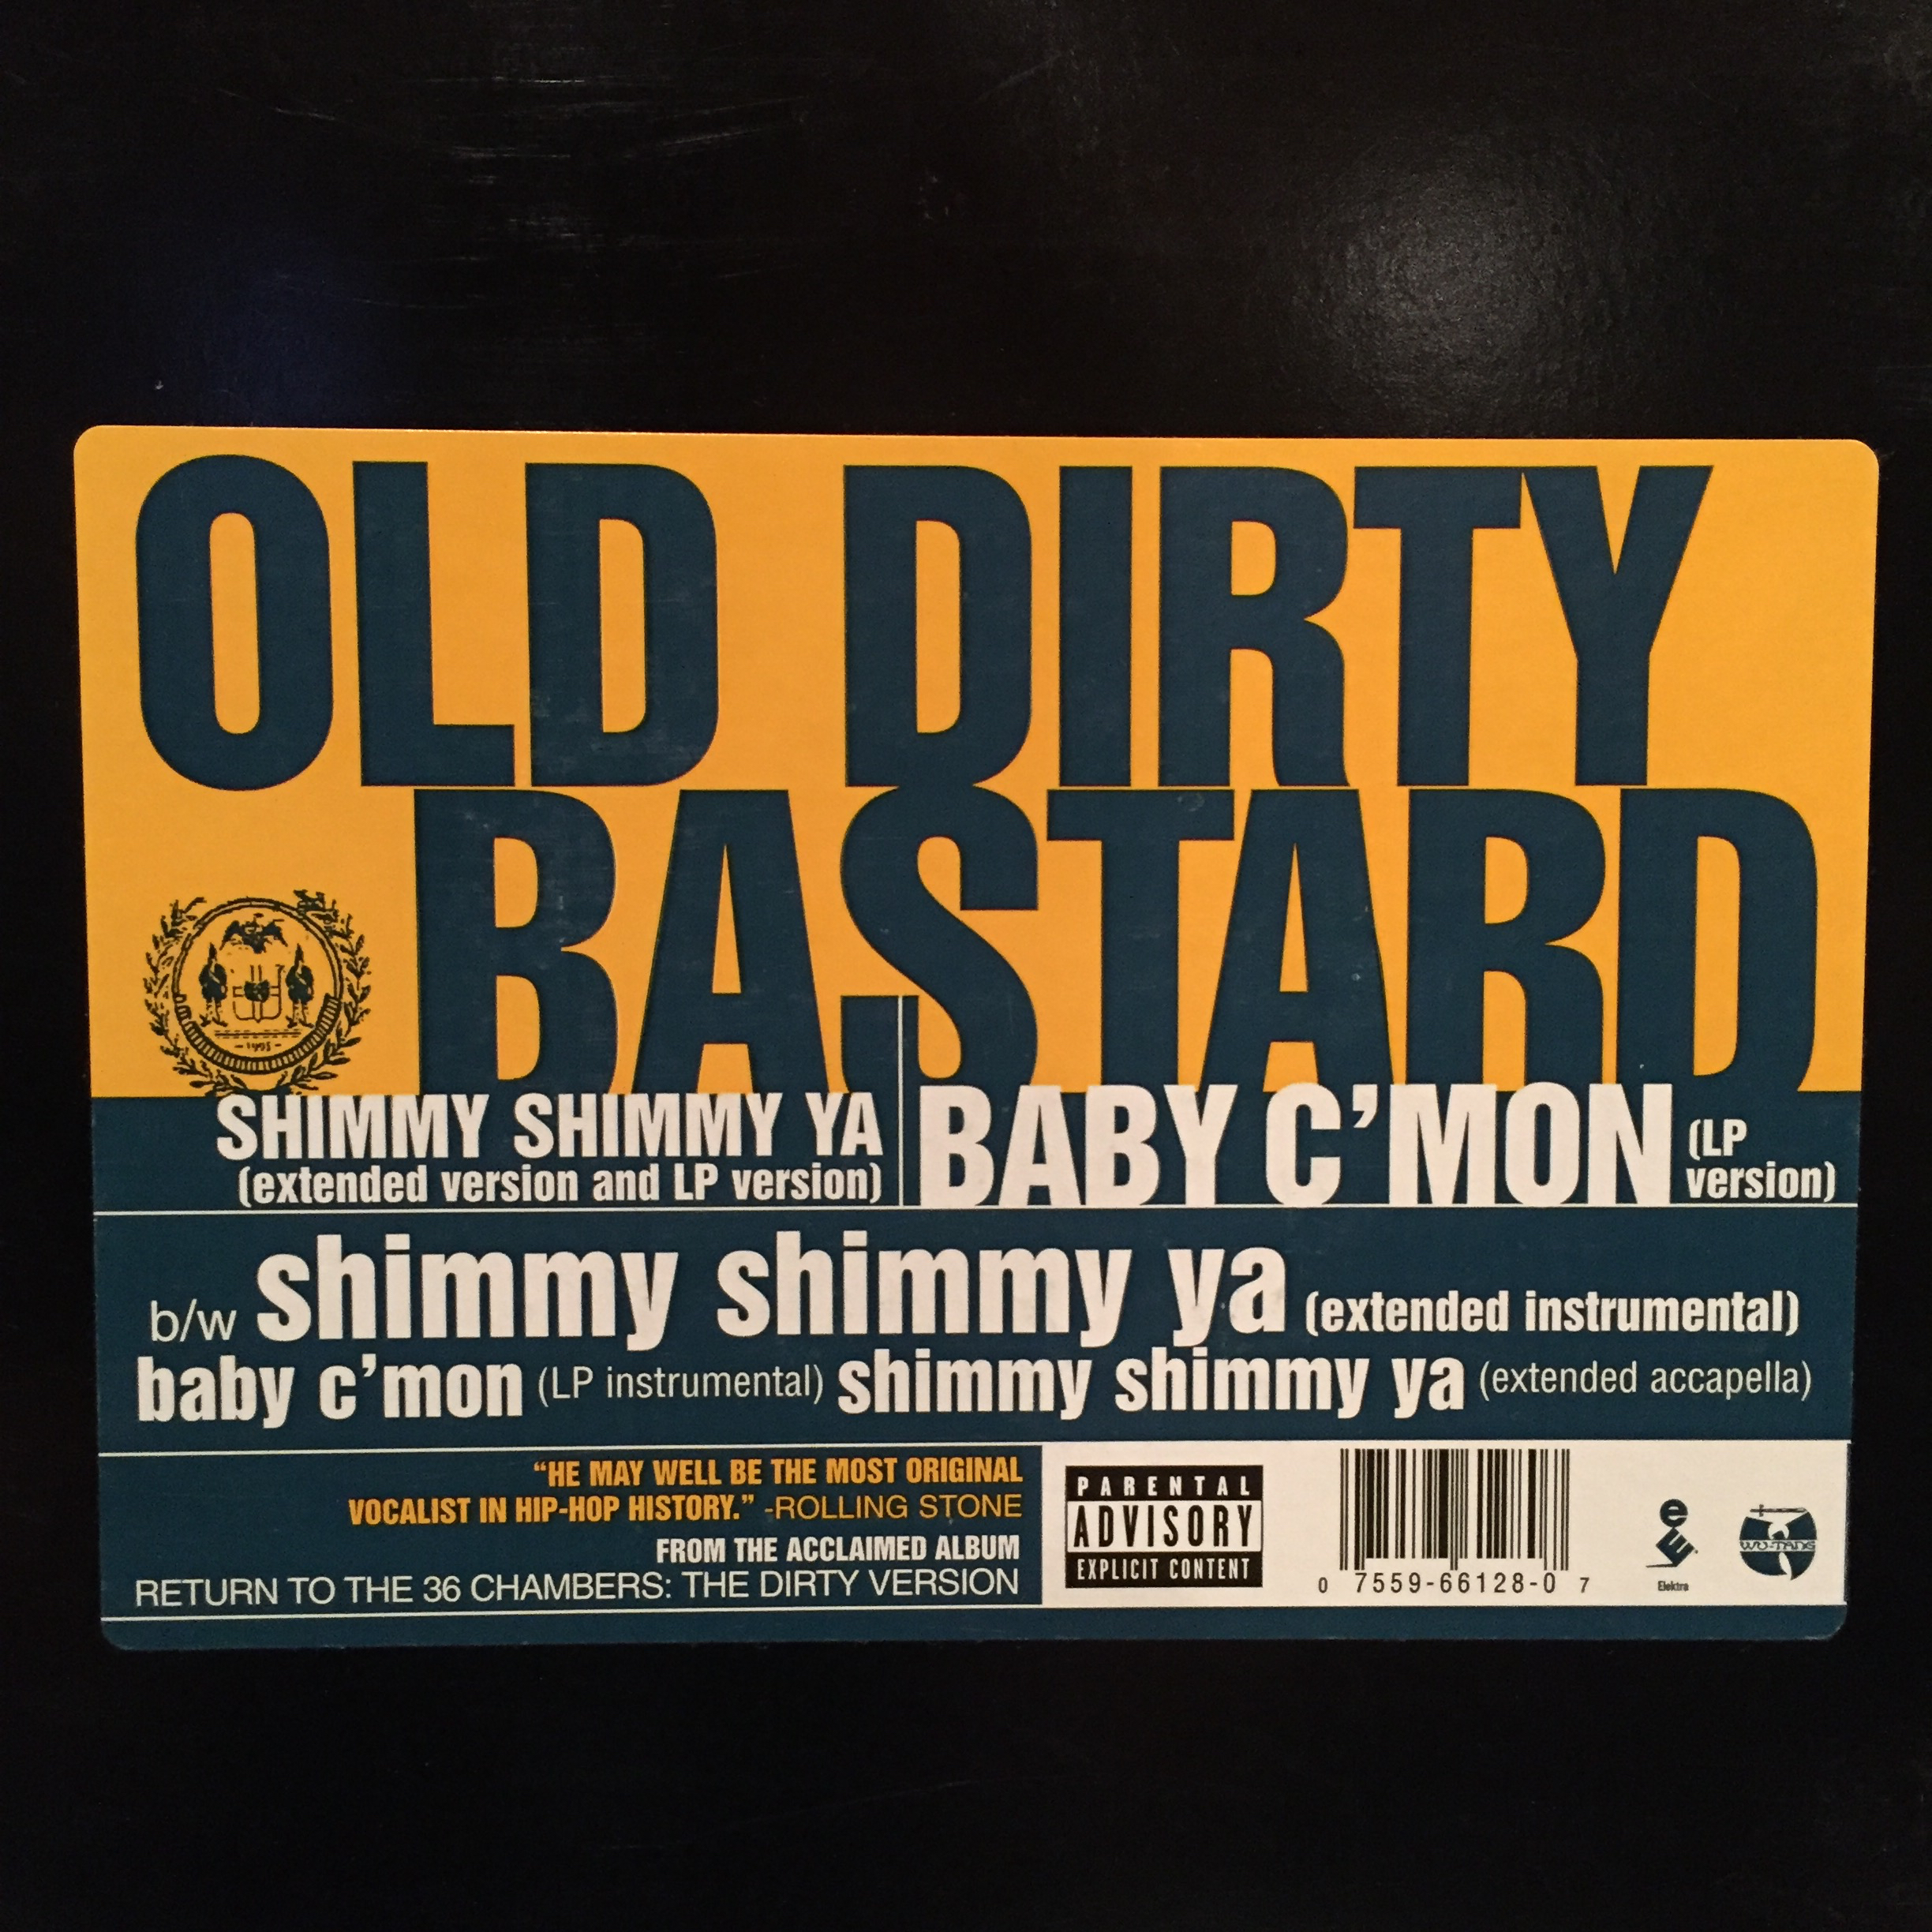 OLD DIRTY
BASTARD
1995
SHIMMY SHIMMY YA
(extended version and LP version)
BABY C'MON (LP
version)
b/w shimmy shimmy ya (extended instrumental)
baby c'mon (LP instrumental) shimmy shimmy ya (extended accapella)
“HE MAY WELL BE THE MOST ORIGINAL
VOCALIST IN HIP-HOP HISTORY.” -ROLLING STONE
FROM THE ACCLAIMED ALBUM
RETURN TO THE 36 CHAMBERS: THE DIRTY VERSION
PARENTAL
ADVISORY
EXPLICIT CONTENT
0 7559-66128-0 7
Elektra
WU-TANG